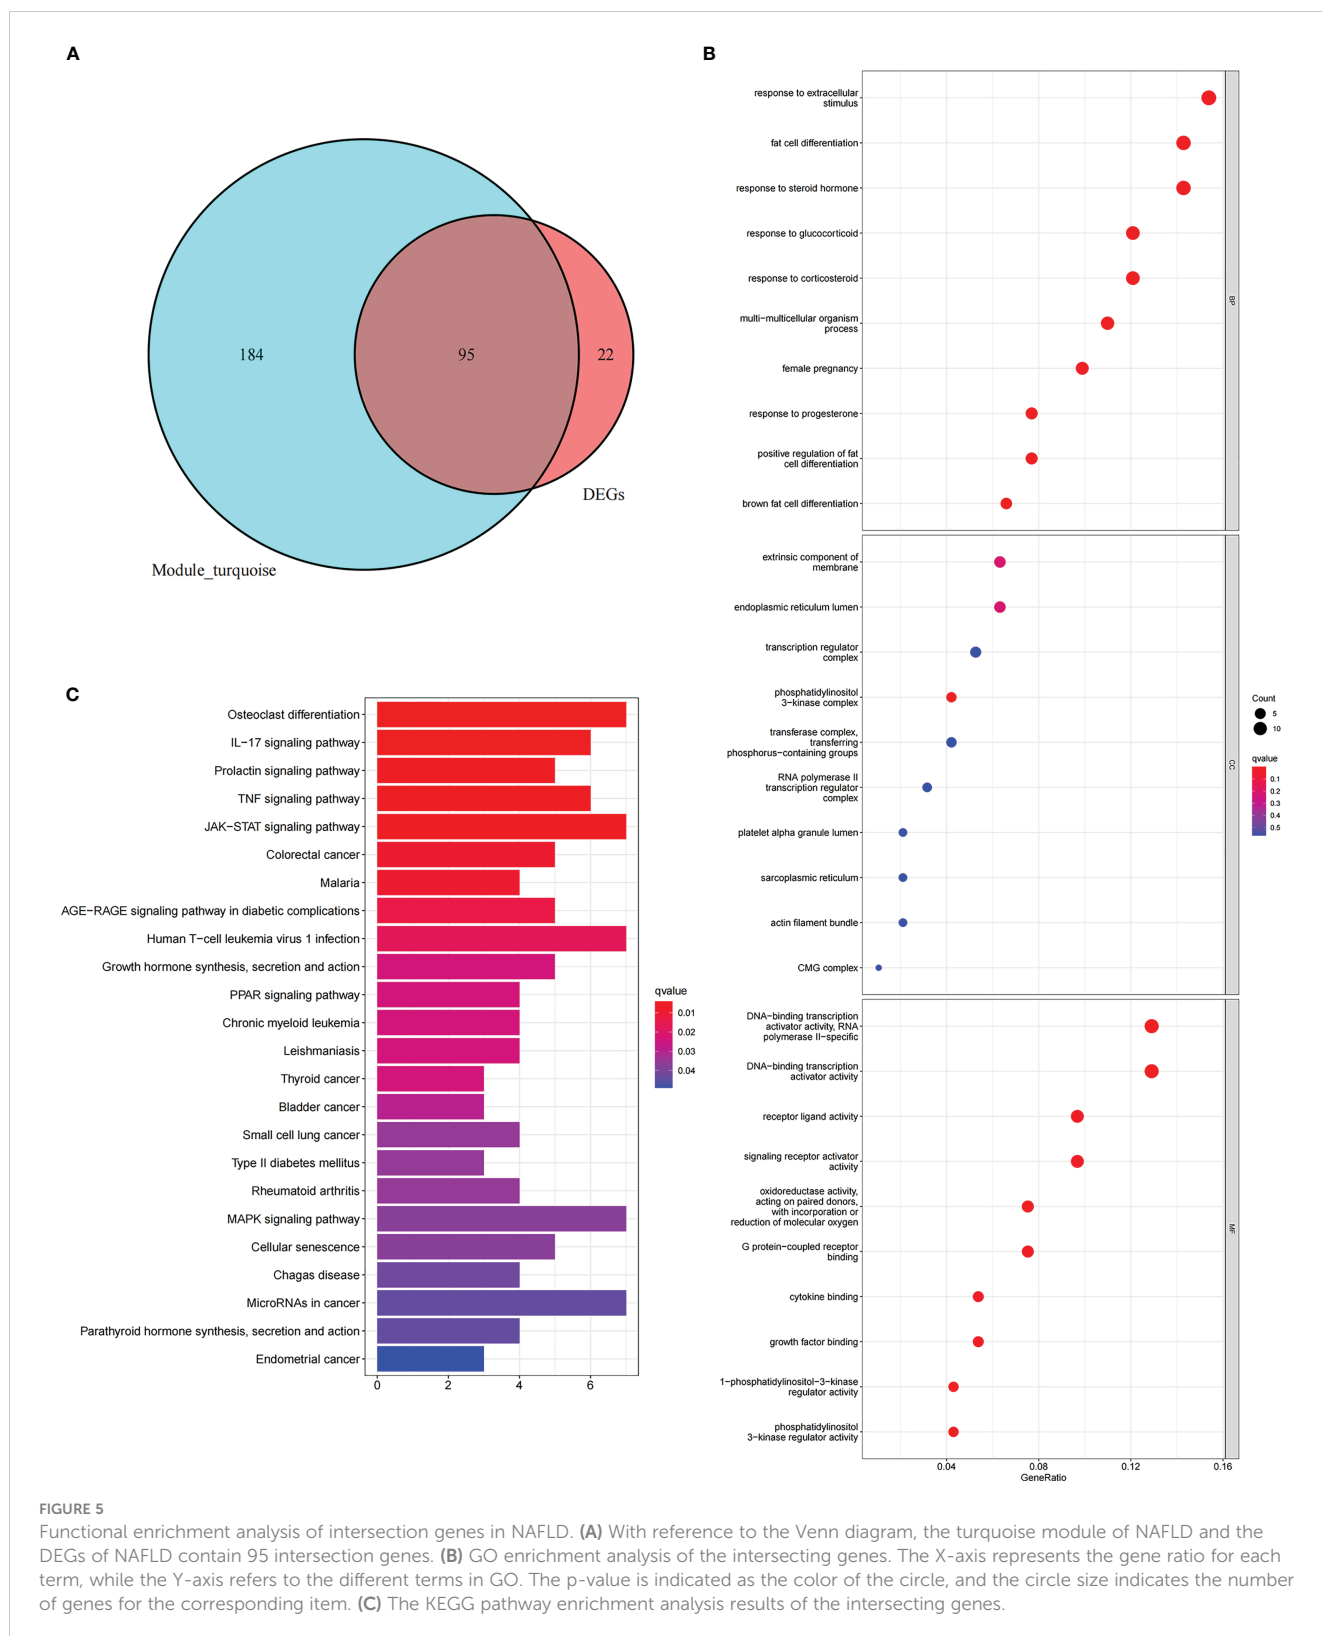 A
184
95
22
DEGs
Module_turquoise
B
response to extracellular
stimulus
fat cell differentiation
response to steroid hormone
response to glucocorticoid
response to corticosteroid
multi−multicellular organism
process
female pregnancy
response to progesterone
positive regulation of fat
cell differentiation
brown fat cell differentiation
BP
extrinsic component of
membrane
endoplasmic reticulum lumen
transcription regulator
complex
phosphatidylinositol
3−kinase complex
transferase complex,
transferring
phosphorus−containing groups
RNA polymerase II
transcription regulator
complex
platelet alpha granule lumen
sarcoplasmic reticulum
actin filament bundle
CMG complex
CC
DNA−binding transcription
activator activity, RNA
polymerase II−specific
DNA−binding transcription
activator activity
receptor ligand activity
signaling receptor activator
activity
oxidoreductase activity,
acting on paired donors,
with incorporation or
reduction of molecular oxygen
G protein−coupled receptor
binding
cytokine binding
growth factor binding
1−phosphatidylinositol−3−kinase
regulator activity
phosphatidylinositol
3−kinase regulator activity
MF
0.04 0.08 0.12 0.16
GeneRatio
Count
5
10
qvalue
0.1
0.2
0.3
0.4
0.5
C
Osteoclast differentiation
IL−17 signaling pathway
Prolactin signaling pathway
TNF signaling pathway
JAK−STAT signaling pathway
Colorectal cancer
Malaria
AGE−RAGE signaling pathway in diabetic complications
Human T−cell leukemia virus 1 infection
Growth hormone synthesis, secretion and action
PPAR signaling pathway
Chronic myeloid leukemia
Leishmaniasis
Thyroid cancer
Bladder cancer
Small cell lung cancer
Type II diabetes mellitus
Rheumatoid arthritis
MAPK signaling pathway
Cellular senescence
Chagas disease
MicroRNAs in cancer
Parathyroid hormone synthesis, secretion and action
Endometrial cancer
0 2 4 6
qvalue
0.01
0.02
0.03
0.04
FIGURE 5
Functional enrichment analysis of intersection genes in NAFLD. (A) With reference to the Venn diagram, the turquoise module of NAFLD and the
DEGs of NAFLD contain 95 intersection genes. (B) GO enrichment analysis of the intersecting genes. The X-axis represents the gene ratio for each
term, while the Y-axis refers to the different terms in GO. The p-value is indicated as the color of the circle, and the circle size indicates the number
of genes for the corresponding item. (C) The KEGG pathway enrichment analysis results of the intersecting genes.